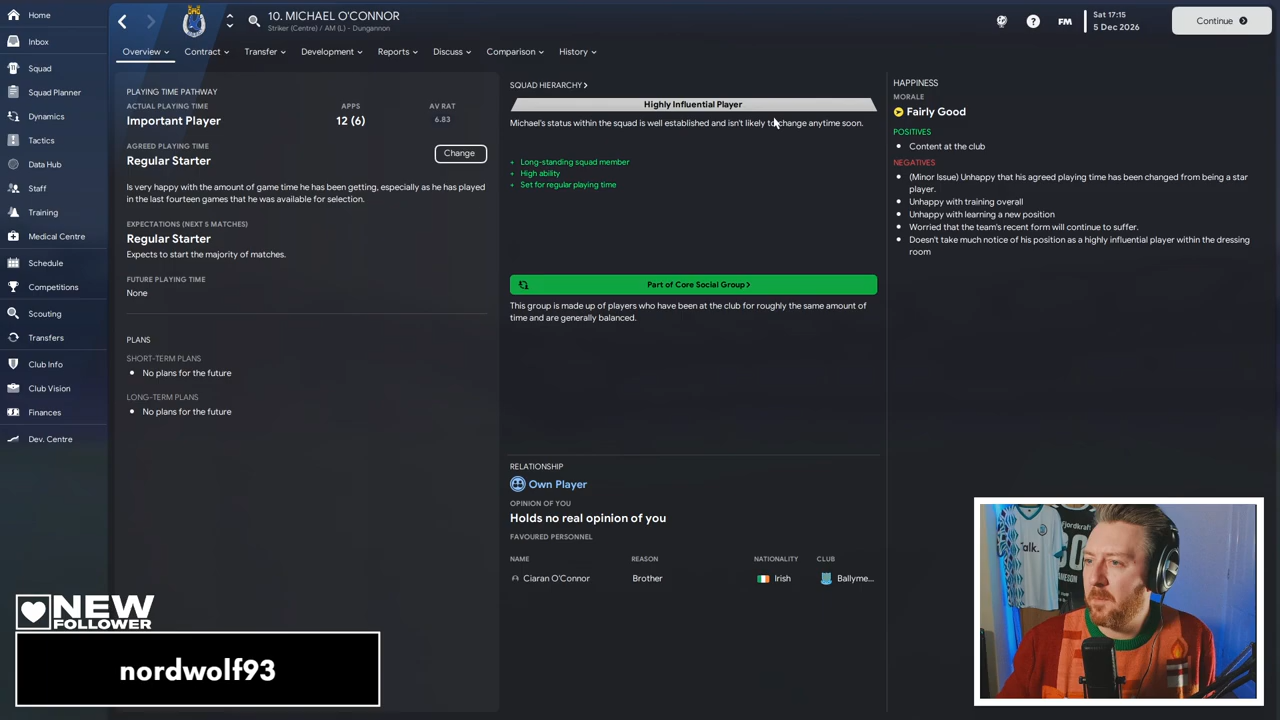 Home
Inbox
Squad
Squad Planner
Dynamics
Tactics
Data Hub
Staff
Training
Medical Centre
Schedule
Competitions
Scouting
Transfers
Club Info
Club Vision
Finances
Dev. Centre
10. MICHAEL O'CONNOR
Striker (Centre) / AM (L) - Dungannon
FM
Sat 17:15
5 Dec 2026
Continue
Overview
Contract
Transfer
Development
Reports
Discuss
Comparison
History
PLAYING TIME PATHWAY
ACTUAL PLAYING TIME APPS AV RAT
Important Player 12 (6) 6.83
AGREED PLAYING TIME
Regular Starter
Change
Is very happy with the amount of game time he has been getting, especially as he has played
in the last fourteen games that he was available for selection.
EXPECTATIONS (NEXT 5 MATCHES)
Regular Starter
Expects to start the majority of matches.
FUTURE PLAYING TIME
None
PLANS
SHORT-TERM PLANS
No plans for the future
LONG-TERM PLANS
No plans for the future
SQUAD HIERARCHY >
Highly Influential Player
Michael's status within the squad is well established and isn't likely to change anytime soon.
+ Long-standing squad member
+ High ability
+ Set for regular playing time
Part of Core Social Group >
This group is made up of players who have been at the club for roughly the same amount of
time and are generally balanced.
RELATIONSHIP
Own Player
OPINION OF YOU
Holds no real opinion of you
FAVOURED PERSONNEL
NAME REASON NATIONALITY CLUB
Ciaran O'Connor Brother Irish Ballyme...
HAPPINESS
MORALE
Fairly Good
POSITIVES
Content at the club
NEGATIVES
(Minor Issue) Unhappy that his agreed playing time has been changed from being a star
player.
Unhappy with training overall
Unhappy with learning a new position
Worried that the team's recent form will continue to suffer.
Doesn't take much notice of his position as a highly influential player within the dressing
room
NEW
FOLLOWER
nordwolf93